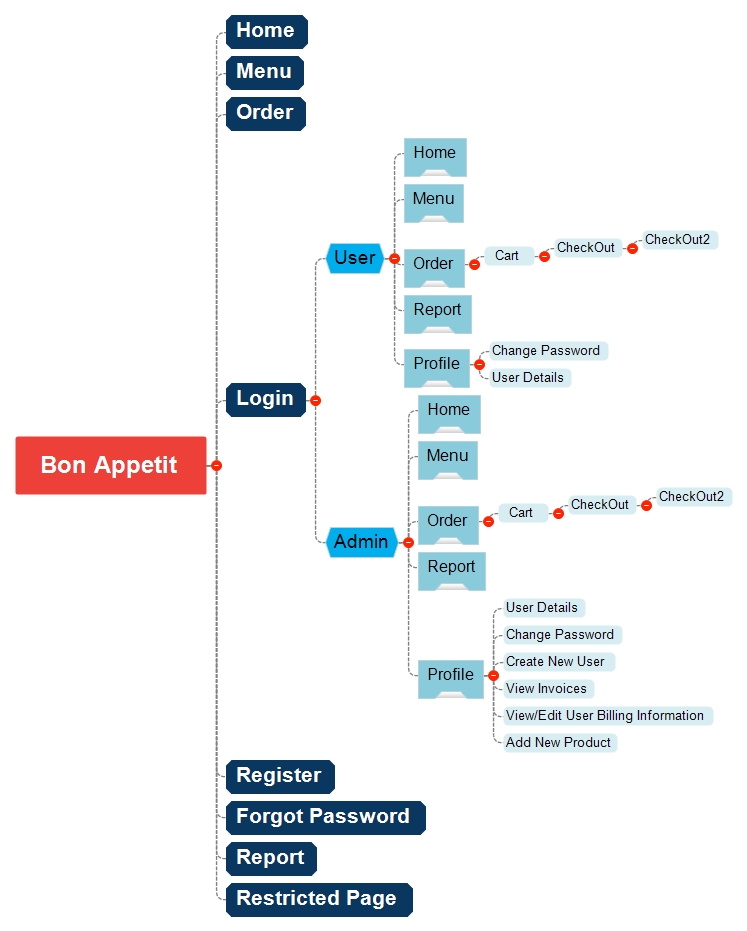 Home
Menu
Order
Home
Menu
User
Order
Cart
CheckOut
CheckOut2
Report
Profile
Change Password
User Details
Login
Bon Appetit
Home
Menu
Admin
Order
Cart
CheckOut
CheckOut2
Report
Profile
User Details
Change Password
Create New User
View Invoices
View/Edit User Billing Information
Add New Product
Register
Forgot Password
Report
Restricted Page